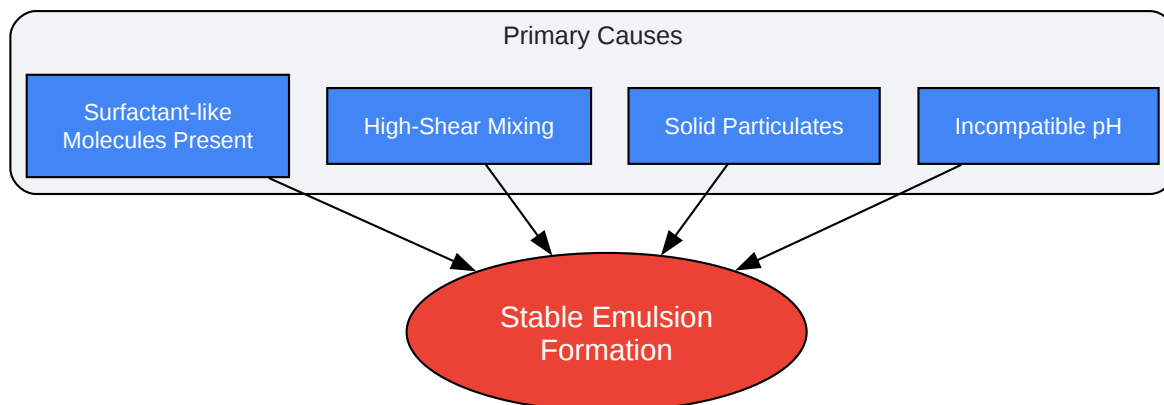 Primary Causes
Surfactant-like
Molecules Present
High-Shear Mixing
Solid Particulates
Incompatible pH
Stable Emulsion
Formation